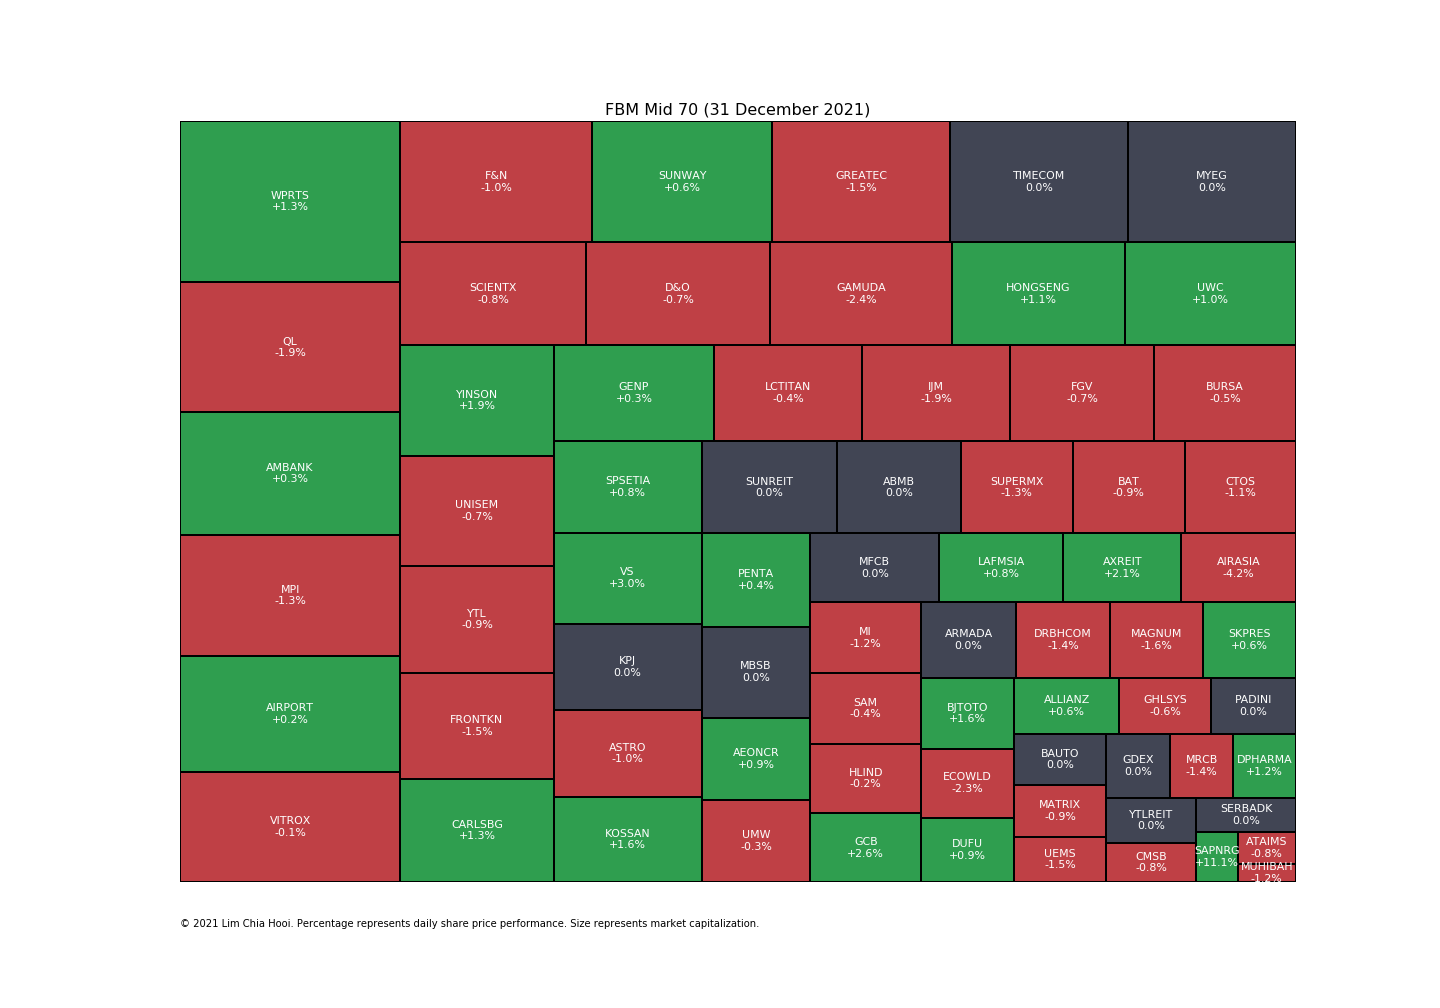 FBM Mid 70 (31 December 2021)
WPRTS
+1.3%
QL
-1.9%
AMBANK
+0.3%
MPI
-1.3%
AIRPORT
+0.2%
VITROX
-0.1%
F&N
-1.0%
SUNWAY
+0.6%
GREATEC
-1.5%
TIMECOM
0.0%
MYEG
0.0%
SCIENTX
-0.8%
D&O
-0.7%
GAMUDA
-2.4%
HONGSENG
+1.1%
UWC
+1.0%
YINSON
+1.9%
UNISEM
-0.7%
YTL
-0.9%
FRONTKN
-1.5%
CARLSBG
+1.3%
GENP
+0.3%
LCTITAN
-0.4%
IJM
-1.9%
FGV
-0.7%
BURSA
-0.5%
SPSETIA
+0.8%
VS
+3.0%
KPJ
0.0%
ASTRO
-1.0%
KOSSAN
+1.6%
SUNREIT
0.0%
ABMB
0.0%
SUPERMX
-1.3%
BAT
-0.9%
CTOS
-1.1%
PENTA
+0.4%
MBSB
0.0%
AEONCR
+0.9%
UMW
-0.3%
MFCB
0.0%
LAFMSIA
+0.8%
AXREIT
+2.1%
AIRASIA
-4.2%
MI
-1.2%
SAM
-0.4%
HLIND
-0.2%
GCB
+2.6%
ARMADA
0.0%
DRBHCOM
-1.4%
MAGNUM
-1.6%
SKPRES
+0.6%
BJTOTO
+1.6%
ECOWLD
-2.3%
DUFU
+0.9%
ALLIANZ
+0.6%
GHLSYS
-0.6%
PADINI
0.0%
BAUTO
0.0%
MATRIX
-0.9%
UEMS
-1.5%
GDEX
0.0%
MRCB
-1.4%
DPHARMA
+1.2%
YTLREIT
0.0%
CMSB
-0.8%
SERBADK
0.0%
SAPNRG
+11.1%
ATAIMS
-0.8%
MUHIBAH
-1.2%
© 2021 Lim Chia Hooi. Percentage represents daily share price performance. Size represents market capitalization.